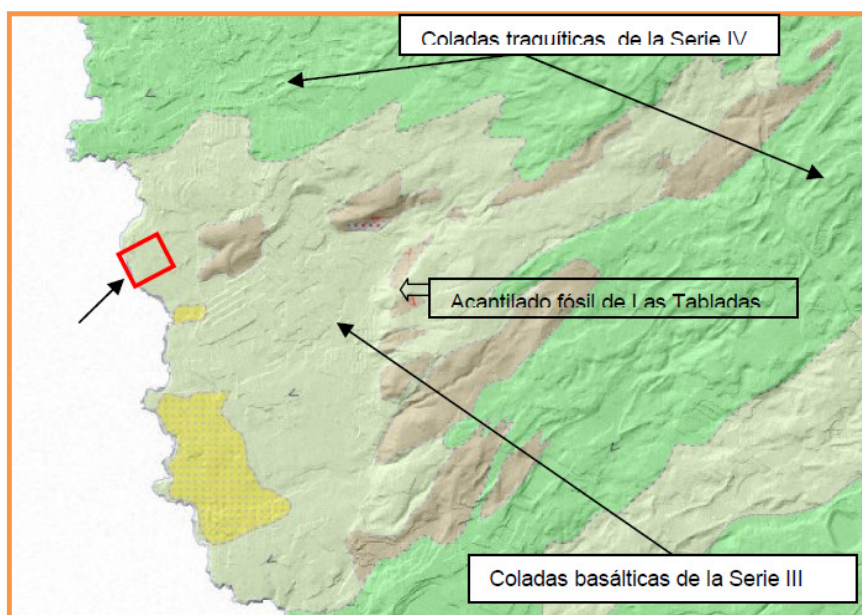 Coladas traquíticas de la Serie IV
Acantilado fósil de Las Tabladas
Coladas basálticas de la Serie III